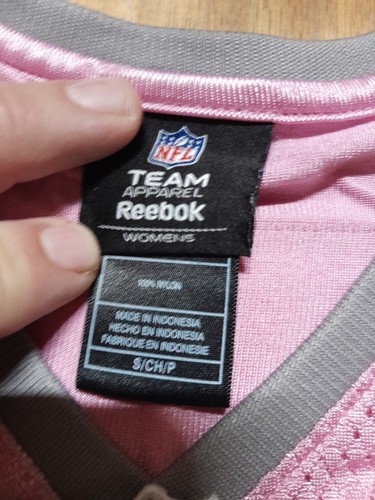 NFL
TEAM
APPAREL
Reebok
WOMENS
100% NYLON
MADE IN INDONESIA
HECHO EN INDONESIA
FABRIQUE EN INDONESIE
S/CH/P